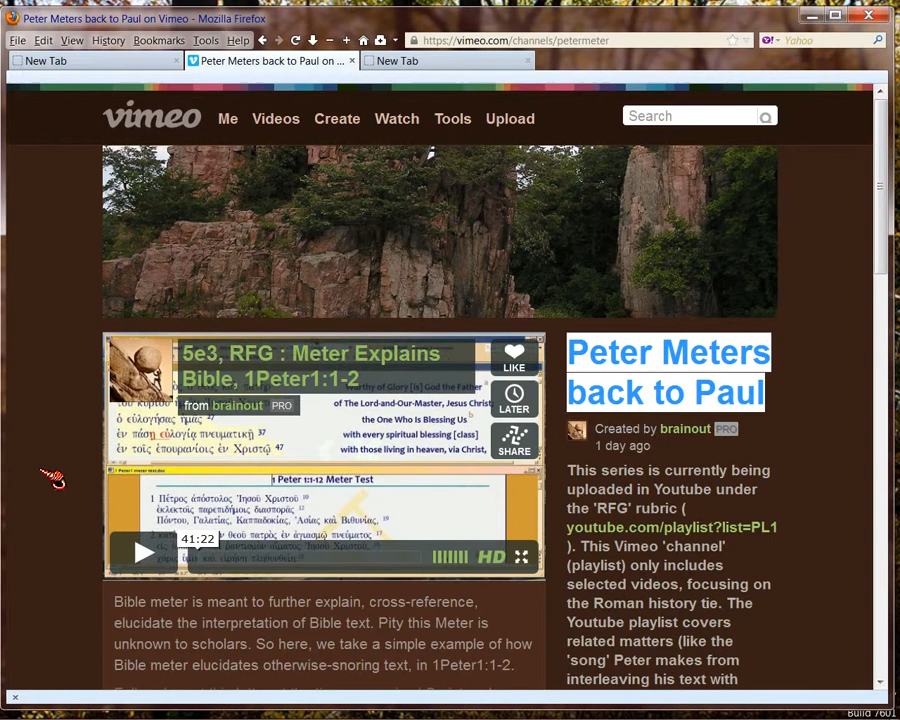 Peter Meters back to Paul on Vimeo - Mozilla Firefox
File Edit View History Bookmarks Tools Help
https://vimeo.com/channels/petermeter
Yahoo
New Tab
Peter Meters back to Paul on ...
New Tab
vimeo Me Videos Create Watch Tools Upload
Search
5e3, RFG : Meter Explains
Bible, 1Peter1:1-2
from brainout PRO
LIKE
LATER
SHARE
Worthy of Glory [is] God the Father
of The Lord-and-Our-Master, Jesus Christ,
the One Who Is Blessing Us
with every spiritual blessing [class]
with those living in heaven, via Christ,
ὁ εὐλογήσας ἡμᾶς 27
ἐν πάσῃ εὐλογίᾳ πνευματικῇ 37
ἐν τοῖς ἐπουρανίοις ἐν Χριστῷ 47
1 Peter 1:1-12 Meter Test
1 Πέτρος ἀπόστολος Ἰησοῦ Χριστοῦ 10
ἐκλεκτοῖς παρεπιδήμοις διασπορᾶς
Πόντου, Γαλατίας, Καππαδοκίας, Ἀσίας καὶ Βιθυνίας,
41:22
HD
Bible meter is meant to further explain, cross-reference,
elucidate the interpretation of Bible text. Pity this Meter is
unknown to scholars. So here, we take a simple example of how
Bible meter elucidates otherwise-snoring text, in 1Peter1:1-2.
Peter Meters
back to Paul
Created by brainout PRO
1 day ago
This series is currently being
uploaded in Youtube under
the 'RFG' rubric (
youtube.com/playlist?list=PL1
). This Vimeo 'channel'
(playlist) only includes
selected videos, focusing on
the Roman history tie. The
Youtube playlist covers
related matters (like the
'song' Peter makes from
interleaving his text with
Build 7601